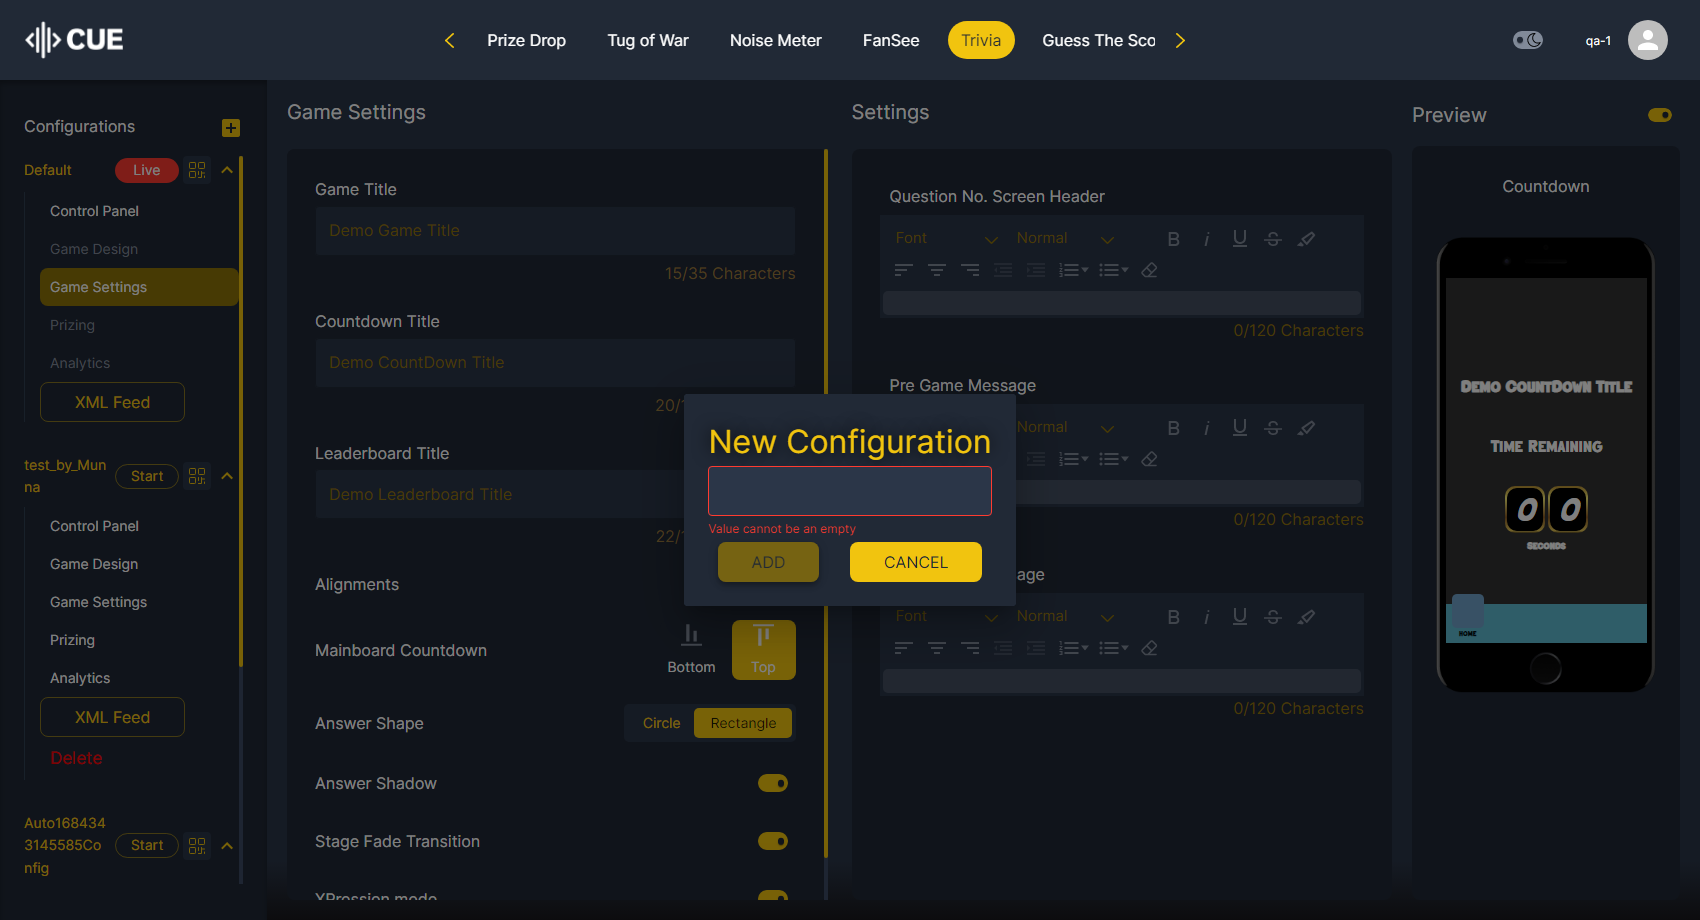 CUE
Prize Drop
Tug of War
Noise Meter
FanSee
Trivia
Guess The Sco
qa-1
Configurations
Default
Live
Control Panel
Game Design
Game Settings
Prizing
Analytics
XML Feed
test_by_Mun
na
Start
Control Panel
Game Design
Game Settings
Prizing
Analytics
XML Feed
Delete
Auto168434
3145585Co
nfig
Start
Game Settings
Game Title
Demo Game Title
15/35 Characters
Countdown Title
Demo CountDown Title
20/
Leaderboard Title
Demo Leaderboard Title
22/
Alignments
Mainboard Countdown
Bottom
Top
Answer Shape
Circle
Rectangle
Answer Shadow
Stage Fade Transition
XPression mode
New Configuration
Value cannot be an empty
ADD
CANCEL
Settings
Question No. Screen Header
Font
Normal
B i U S
0/120 Characters
Pre Game Message
Normal
B i U S
0/120 Characters
age
Font
Normal
B i U S
0/120 Characters
Preview
Countdown
Demo CountDown Title
Time Remaining
0 0
Seconds
HOME